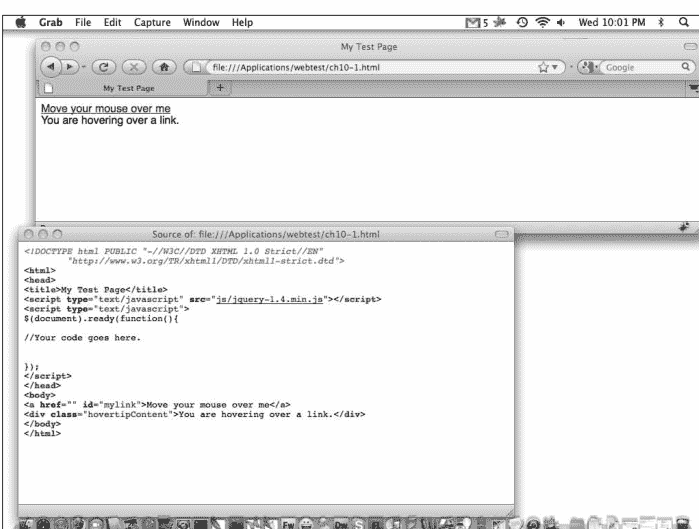 Grab File Edit Capture Window Help 5 Wed 10:01 PM
My Test Page
file:///Applications/webtest/ch10-1.html Google
My Test Page +
Move your mouse over me
You are hovering over a link.
Source of: file:///Applications/webtest/ch10-1.html
<!DOCTYPE html PUBLIC "-//W3C//DTD XHTML 1.0 Strict//EN"
"http://www.w3.org/TR/xhtml1/DTD/xhtml1-strict.dtd">
<html>
<head>
<title>My Test Page</title>
<script type="text/javascript" src="js/jquery-1.4.min.js"></script>
<script type="text/javascript">
$(document).ready(function(){
//Your code goes here.
});
</script>
</head>
<body>
<a href="" id="mylink">Move your mouse over me</a>
<div class="hovertipContent">You are hovering over a link.</div>
</body>
</html>
Fw Dw